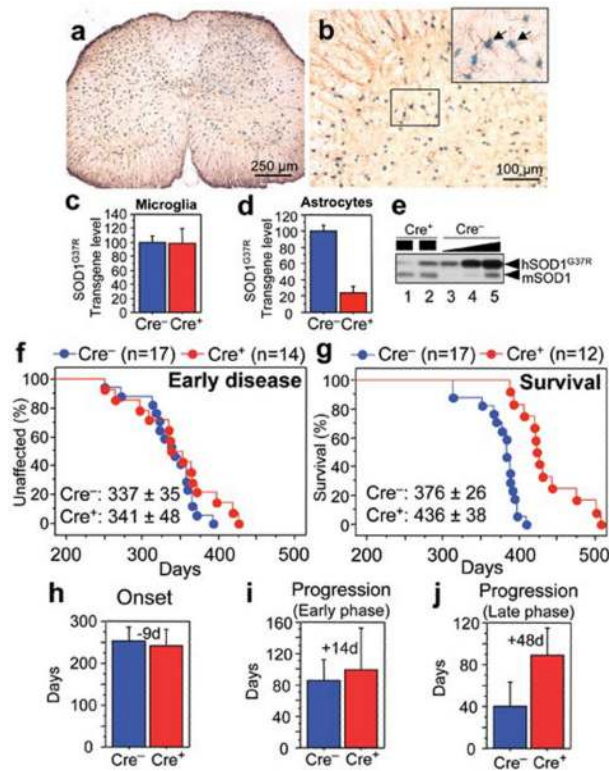 a
b
250 µm
100 µm
c
Microglia
SOD1G37R
Transgene level
140
120
100
80
60
40
20
0
Cre– Cre+
d
Astrocytes
SOD1G37R
Transgene level
120
100
80
60
40
20
0
Cre– Cre+
e
Cre+ Cre–
hSOD1G37R
mSOD1
1 2 3 4 5
f
Cre– (n=17) Cre+ (n=14)
Early disease
Unaffected (%)
100
80
60
40
20
0
Cre–: 337 ± 35
Cre+: 341 ± 48
200 300 400 500
Days
g
Cre– (n=17) Cre+ (n=12)
Survival
Survival (%)
100
80
60
40
20
0
Cre–: 376 ± 26
Cre+: 436 ± 38
200 300 400 500
Days
h
Onset
Days
300
200
100
0
-9d
Cre– Cre+
i
Progression
(Early phase)
Days
160
120
80
40
0
+14d
Cre– Cre+
j
Progression
(Late phase)
Days
120
80
40
0
+48d
Cre– Cre+